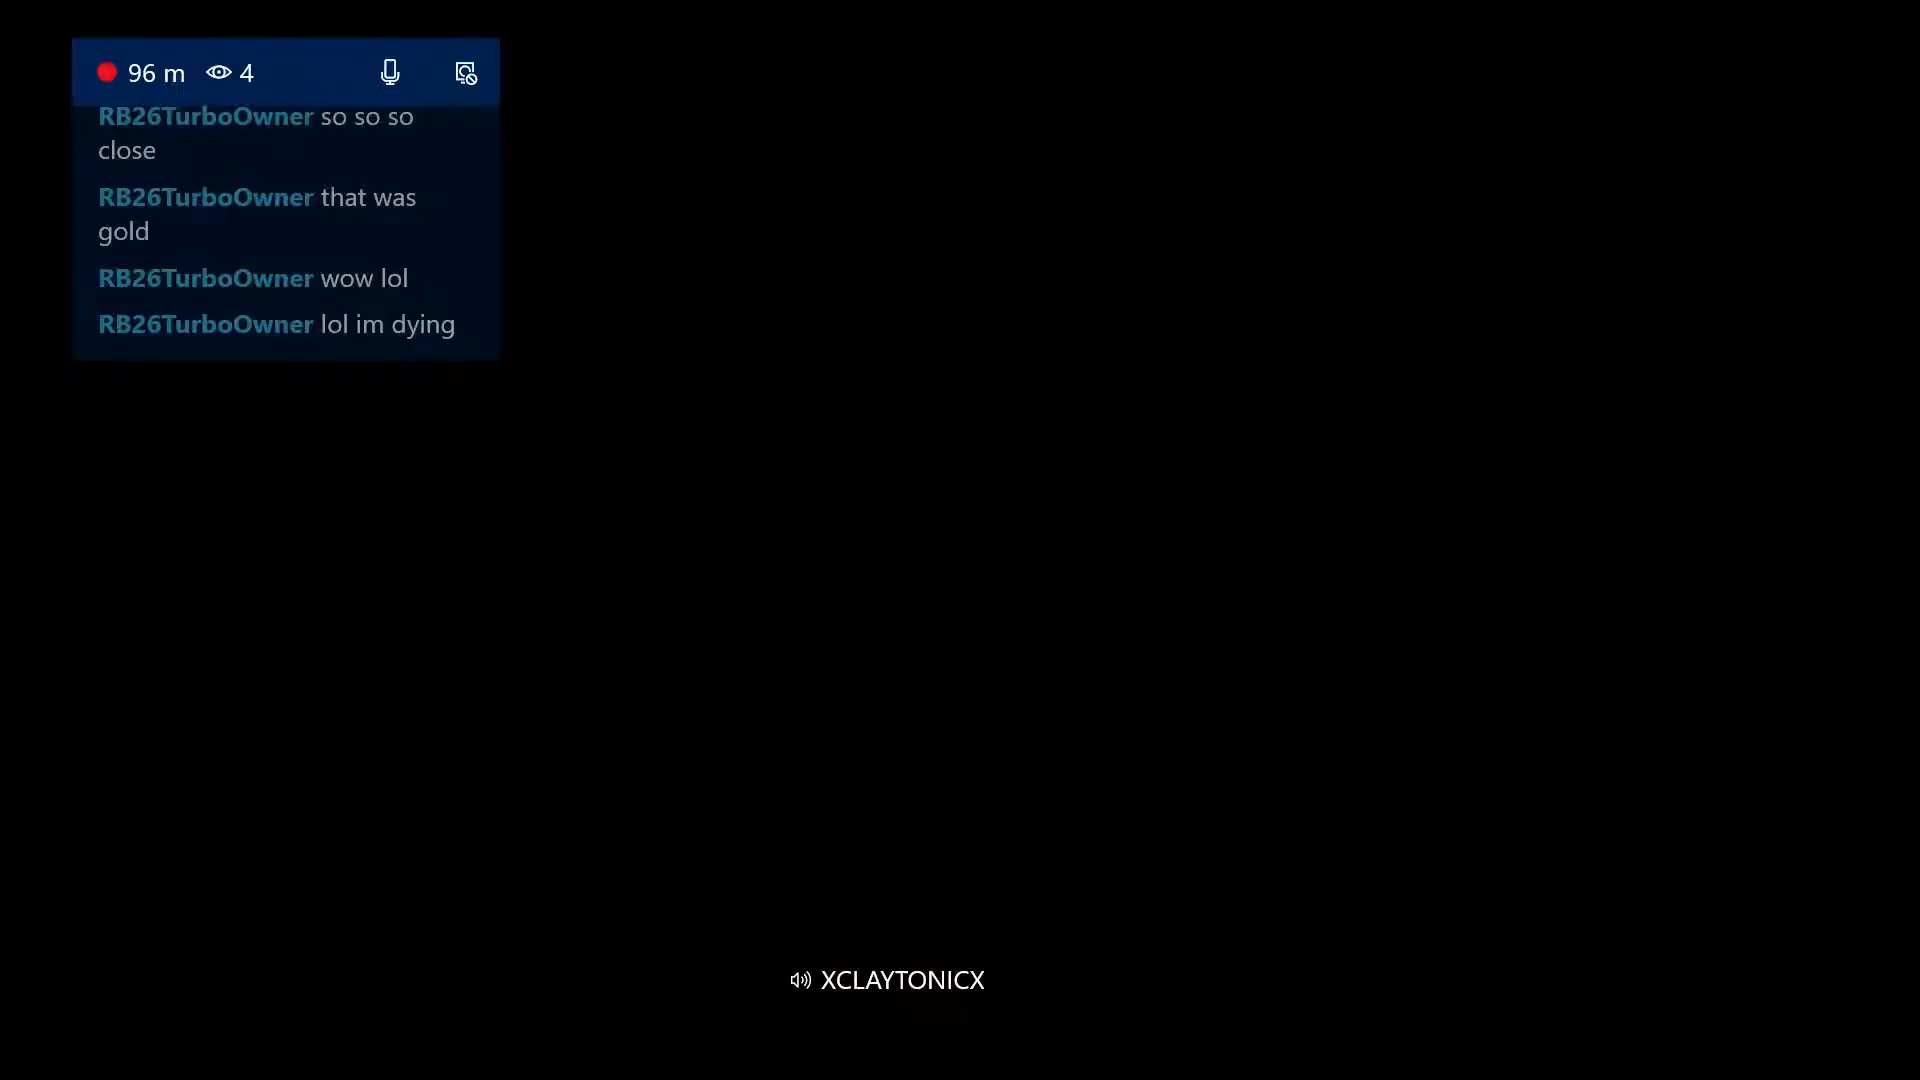 96 m 4
RB26TurboOwner so so so
close
RB26TurboOwner that was
gold
RB26TurboOwner wow lol
RB26TurboOwner lol im dying
XCLAYTONICX